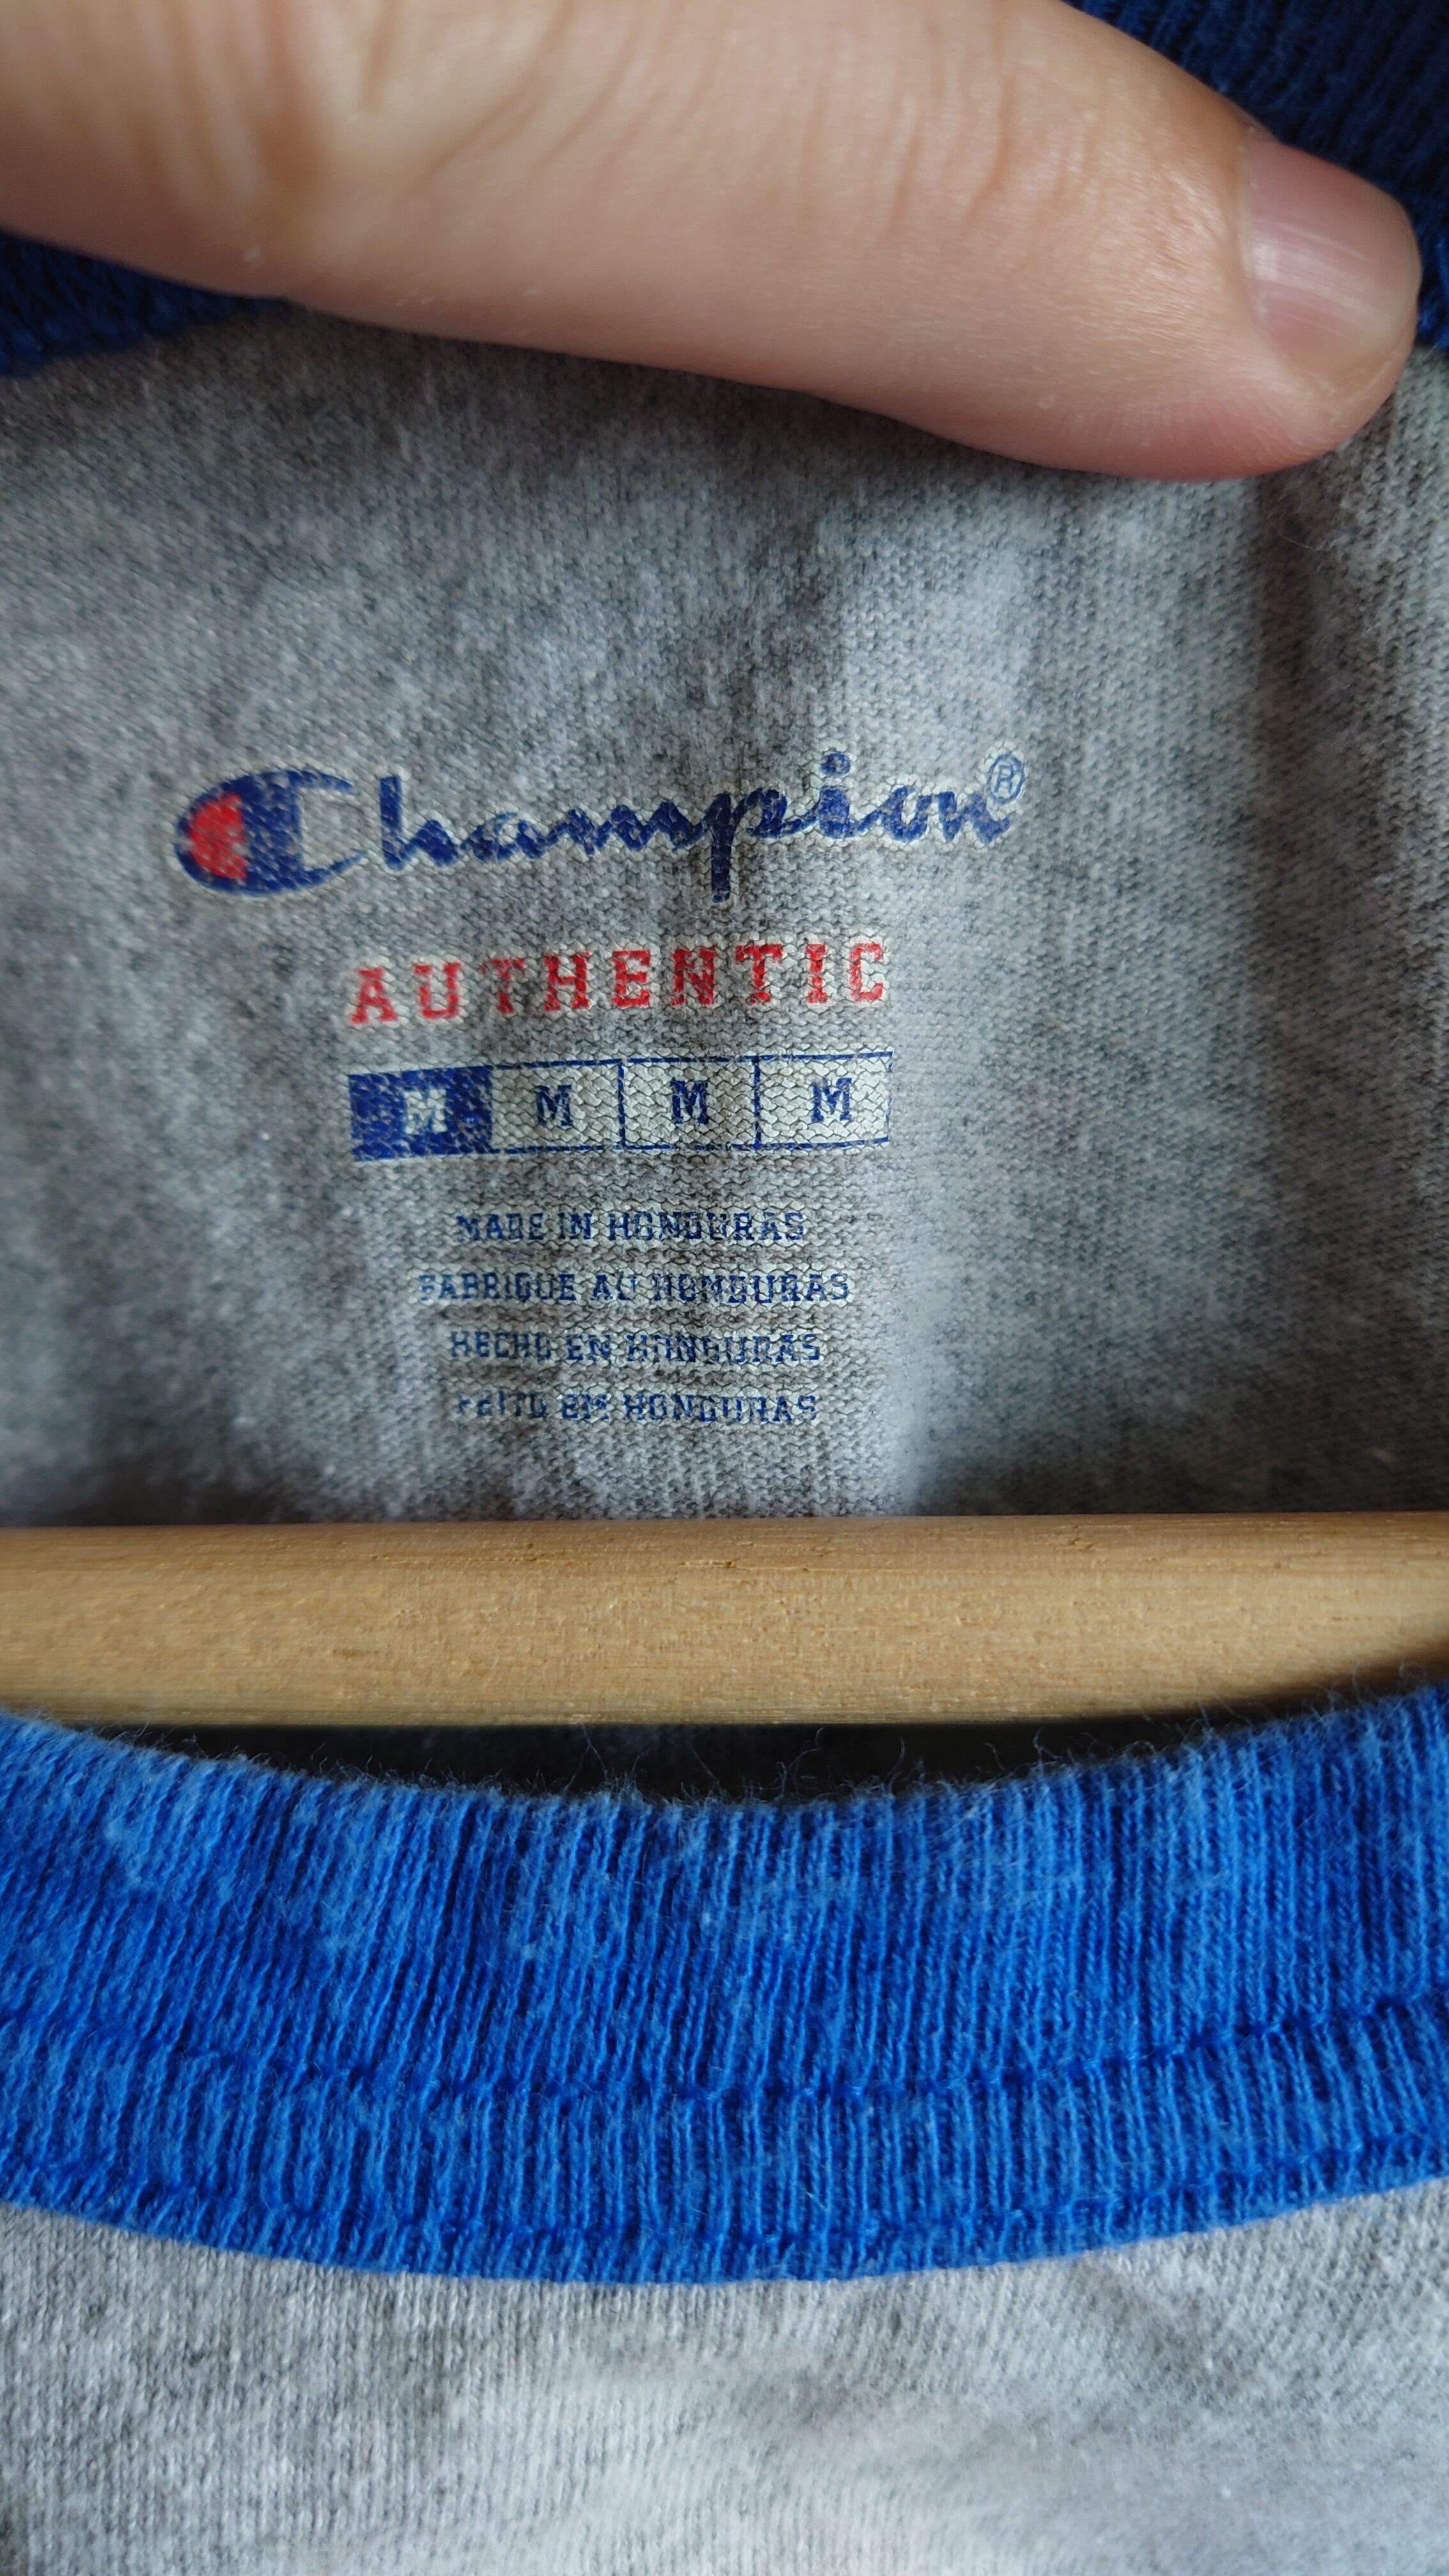 Champion®
AUTHENTIC
M M M M
MADE IN HONDURAS
FABRIQUE AU HONDURAS
HECHO EN HONDURAS
FEITO EM HONDURAS